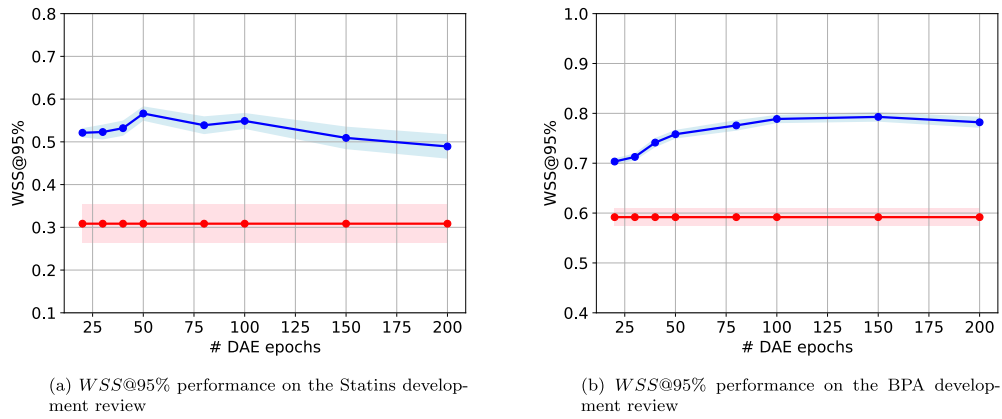 0.8
0.7
0.6
0.5
0.4
0.3
0.2
0.1
WSS@95%
25 50 75 100 125 150 175 200
# DAE epochs
(a) WSS@95% performance on the Statins develop-
ment review
1.0
0.9
0.8
0.7
0.6
0.5
0.4
WSS@95%
25 50 75 100 125 150 175 200
# DAE epochs
(b) WSS@95% performance on the BPA develop-
ment review